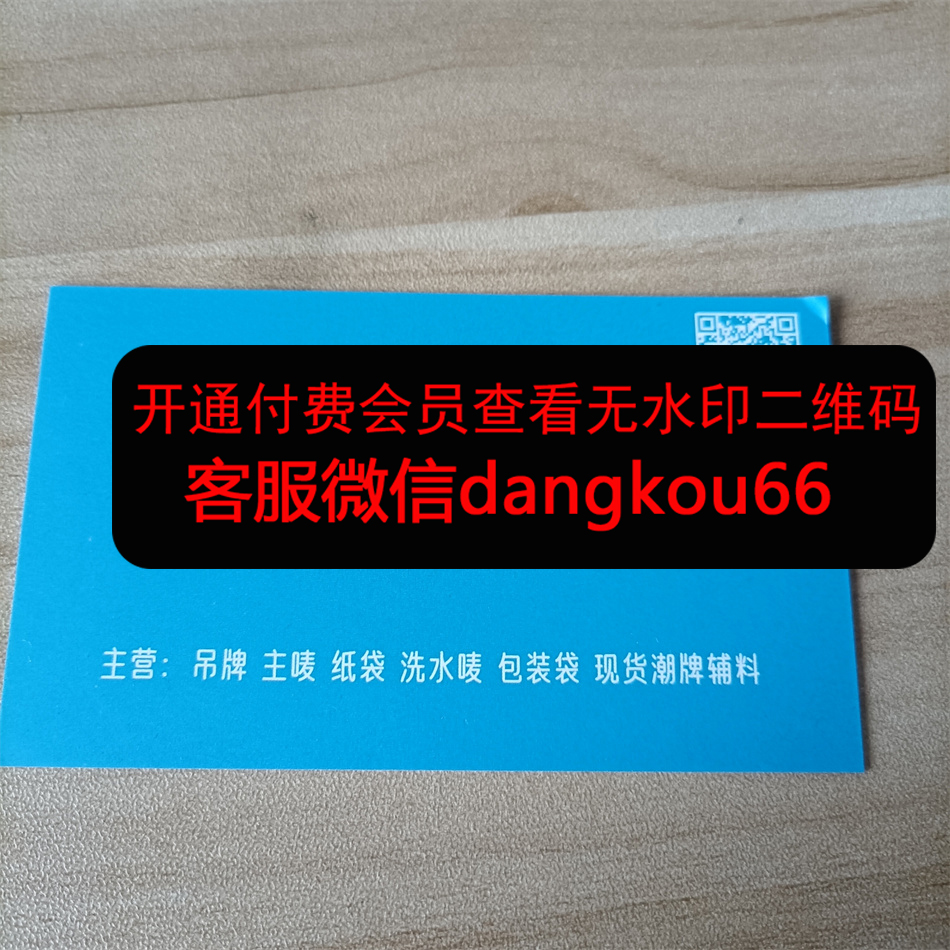 开通付费会员查看无水印二维码
客服微信dangkou66
主营：吊牌 主唛 纸袋 洗水唛 包装袋 现货潮牌辅料